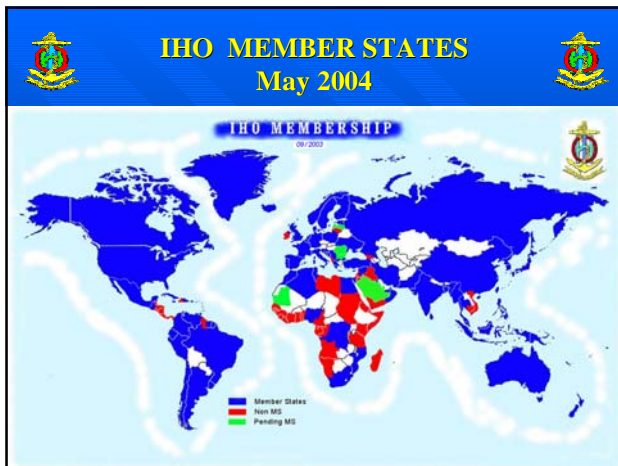 IHO MEMBER STATES
May 2004
IHO MEMBERSHIP
09/2003
Member States
Non MS
Pending MS